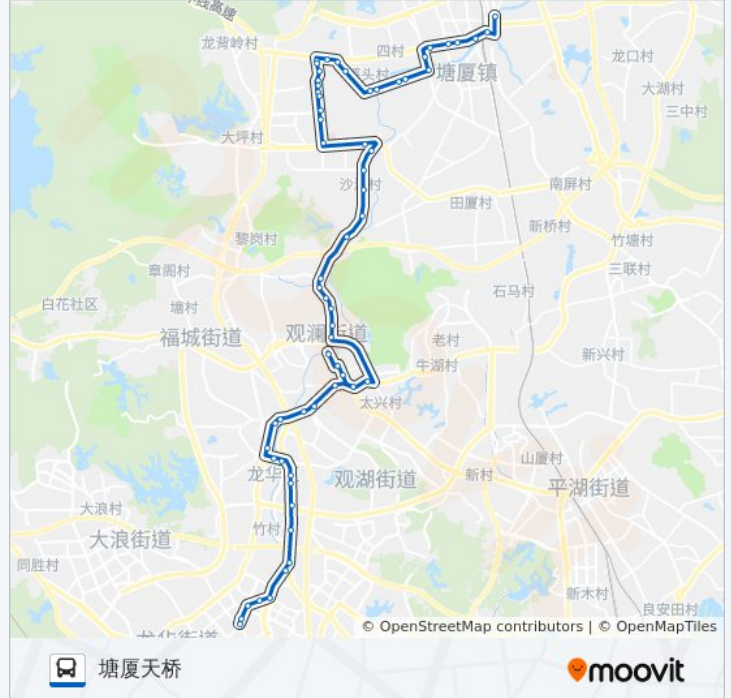 龙背岭村
四村
龙口村
塘厦镇
大湖村
三中村
大坪村
南屏村
田厦村
新桥村
黎岗村
竹塘村
三联村
章阁村
石马村
白花社区
塘村
福城街道
老村
新兴村
牛湖村
太兴村
山厦村
观湖街道
新村
平湖街道
大浪村
竹村
大浪街道
同胜村
新木村
良安田村
龙华街道
© OpenStreetMap contributors | © OpenMapTiles
塘厦天桥
moovit